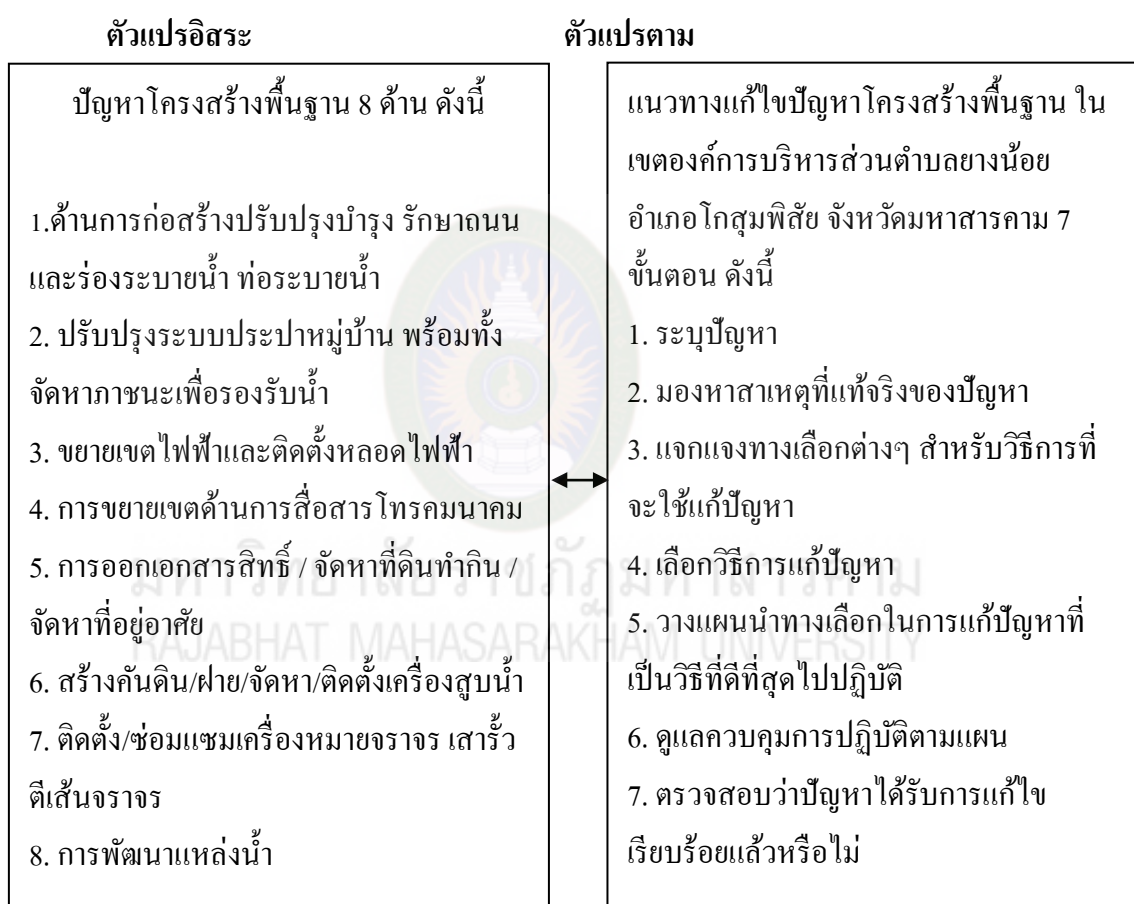 ตัวแปรอิสระ
ตัวแปรตาม
ปัญหาโครงสร้างพื้นฐาน 8 ด้าน ดังนี้
1.ด้านการก่อสร้างปรับปรุงบำรุง รักษาถนน
และร่องระบายน้ำ ท่อระบายน้ำ
2. ปรับปรุงระบบประปาหมู่บ้าน พร้อมทั้ง
จัดหาภาชนะเพื่อรองรับน้ำ
3. ขยายเขตไฟฟ้าและติดตั้งหลอดไฟฟ้า
4. การขยายเขตด้านการสื่อสารโทรคมนาคม
5. การออกเอกสารสิทธิ์ / จัดหาที่ดินทำกิน /
จัดหาที่อยู่อาศัย
6. สร้างคันดิน/ฝาย/จัดหา/ติดตั้งเครื่องสูบน้ำ
7. ติดตั้ง/ซ่อมแซมเครื่องหมายจราจร เสารั้ว
ตีเส้นจราจร
8. การพัฒนาแหล่งน้ำ
แนวทางแก้ไขปัญหาโครงสร้างพื้นฐาน ใน
เขตองค์การบริหารส่วนตำบลยางน้อย
อำเภอโกสุมพิสัย จังหวัดมหาสารคาม 7
ขั้นตอน ดังนี้
1. ระบุปัญหา
2. มองหาสาเหตุที่แท้จริงของปัญหา
3. แจกแจงทางเลือกต่างๆ สำหรับวิธีการที่
จะใช้แก้ปัญหา
4. เลือกวิธีการแก้ปัญหา
5. วางแผนนำทางเลือกในการแก้ปัญหาที่
เป็นวิธีที่ดีที่สุดไปปฏิบัติ
6. ดูแลควบคุมการปฏิบัติตามแผน
7. ตรวจสอบว่าปัญหาได้รับการแก้ไข
เรียบร้อยแล้วหรือไม่
มหาวิทยาลัยราชภัฏมหาสารคาม
RAJABHAT MAHASARAKHAM UNIVERSITY